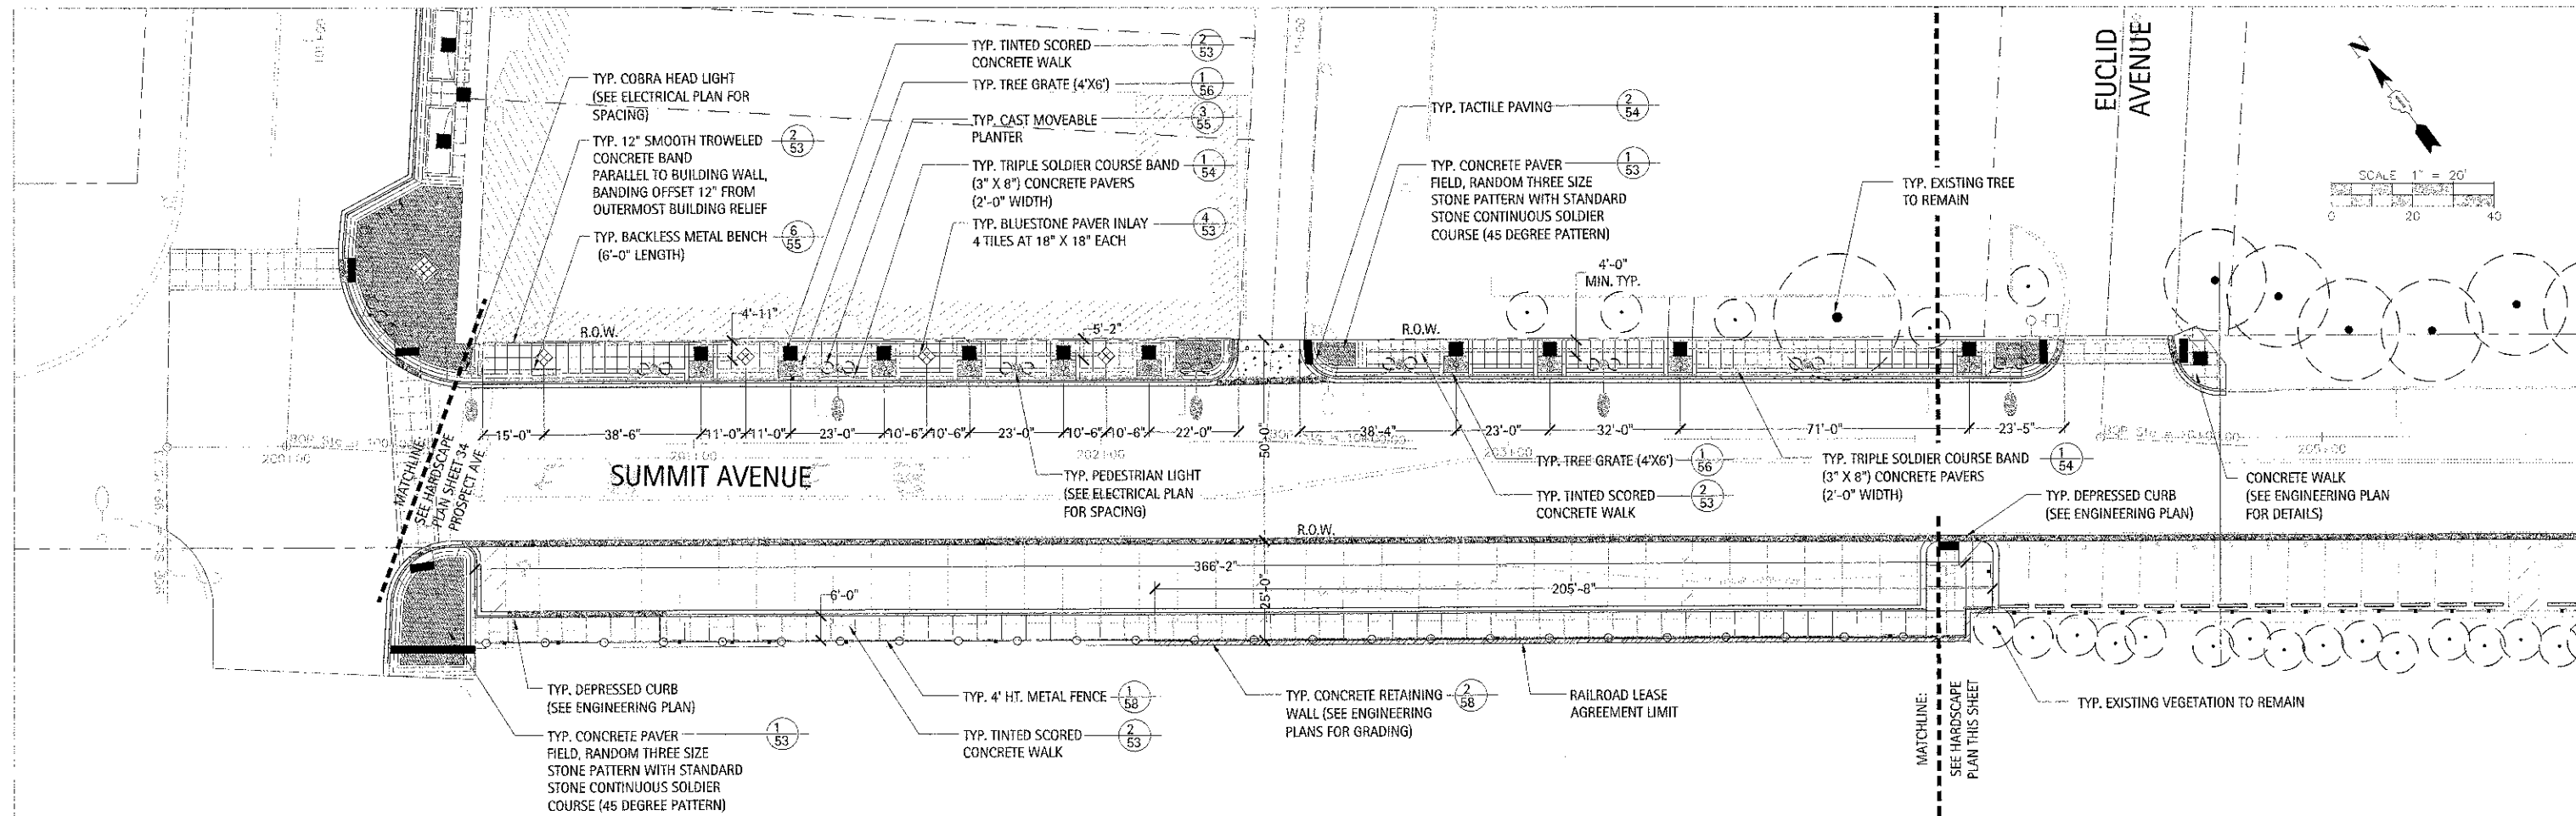 TYP. COBRA HEAD LIGHT
(SEE ELECTRICAL PLAN FOR
SPACING)
TYP. 12" SMOOTH TROWELED
CONCRETE BAND
PARALLEL TO BUILDING WALL,
BANDING OFFSET 12" FROM
OUTERMOST BUILDING RELIEF
2
53
TYP. BACKLESS METAL BENCH
(6'-0" LENGTH)
6
55
TYP. TINTED SCORED
CONCRETE WALK
2
53
TYP. TREE GRATE (4'X6')
1
56
TYP. CAST MOVEABLE
PLANTER
3
55
TYP. TRIPLE SOLDIER COURSE BAND
(3" X 8") CONCRETE PAVERS
(2'-0" WIDTH)
1
54
TYP. BLUESTONE PAVER INLAY
4 TILES AT 18" X 18" EACH
4
53
TYP. TACTILE PAVING
2
54
TYP. CONCRETE PAVER
FIELD, RANDOM THREE SIZE
STONE PATTERN WITH STANDARD
STONE CONTINUOUS SOLDIER
COURSE (45 DEGREE PATTERN)
1
53
TYP. EXISTING TREE
TO REMAIN
EUCLID
AVENUE
N
SCALE 1" = 20'
0 20 40
4'-0"
MIN. TYP.
R.O.W.
4'-11"
5'-2"
R.O.W.
15'-0" 38'-6" 11'-0" 11'-0" 23'-0" 10'-6" 10'-6" 23'-0" 10'-6" 10'-6" 22'-0" 38'-4" 23'-0" 32'-0" 71'-0" 23'-5"
50'-0"
MATCHLINE:
SEE HARDSCAPE
PLAN SHEET 34
PROSPECT AVE.
SUMMIT AVENUE
TYP. PEDESTRIAN LIGHT
(SEE ELECTRICAL PLAN
FOR SPACING)
TYP. TREE GRATE (4'X6')
1
56
TYP. TINTED SCORED
CONCRETE WALK
2
53
TYP. TRIPLE SOLDIER COURSE BAND
(3" X 8") CONCRETE PAVERS
(2'-0" WIDTH)
1
54
TYP. DEPRESSED CURB
(SEE ENGINEERING PLAN)
CONCRETE WALK
(SEE ENGINEERING PLAN
FOR DETAILS)
R.O.W.
366'-2"
205'-8"
6'-0"
25'-0"
TYP. DEPRESSED CURB
(SEE ENGINEERING PLAN)
TYP. CONCRETE PAVER
FIELD, RANDOM THREE SIZE
STONE PATTERN WITH STANDARD
STONE CONTINUOUS SOLDIER
COURSE (45 DEGREE PATTERN)
1
53
TYP. 4' HT. METAL FENCE
1
58
TYP. TINTED SCORED
CONCRETE WALK
2
53
TYP. CONCRETE RETAINING
WALL (SEE ENGINEERING
PLANS FOR GRADING)
2
58
RAILROAD LEASE
AGREEMENT LIMIT
MATCHLINE:
SEE HARDSCAPE
PLAN THIS SHEET
TYP. EXISTING VEGETATION TO REMAIN